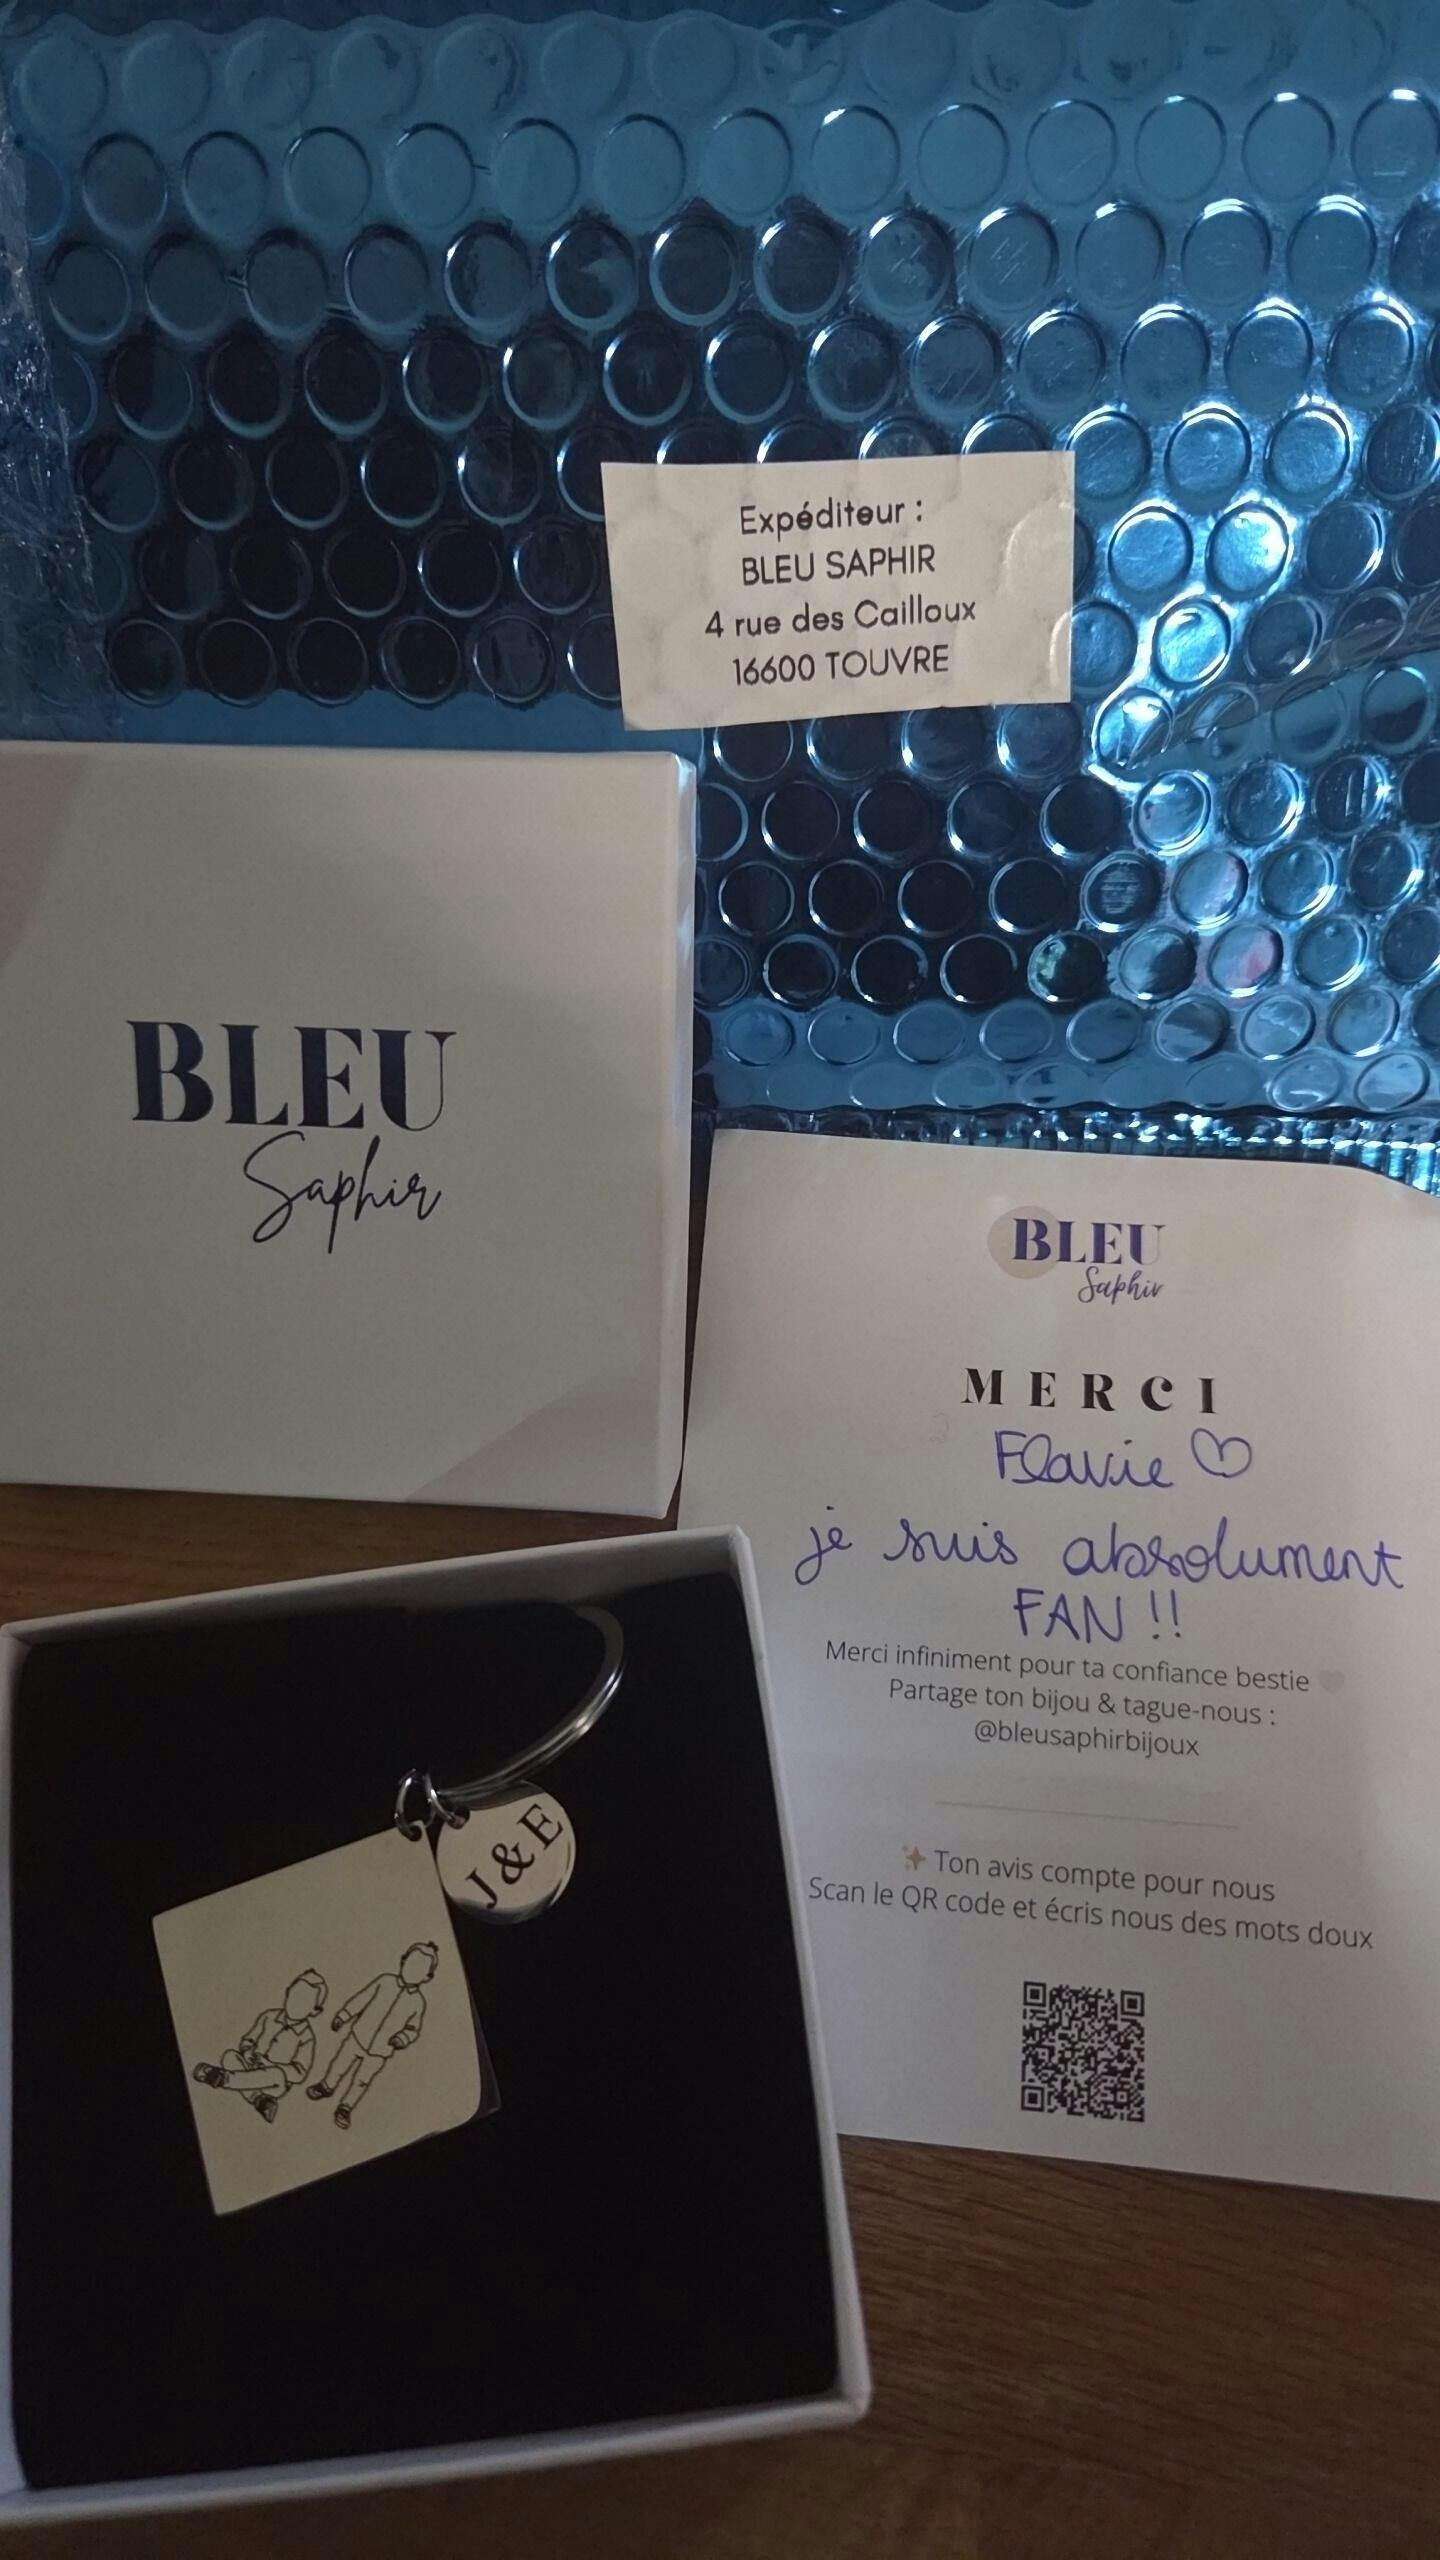 Expéditeur :
BLEU SAPHIR
4 rue des Cailloux
16600 TOUVRE
BLEU
Saphir
BLEU
Saphir
MERCI
Flavie
je suis absolument
FAN !!
Merci infiniment pour ta confiance bestie
Partage ton bijou & tague-nous :
@bleusaphirbijoux
Ton avis compte pour nous
Scan le QR code et écris nous des mots doux
J&E